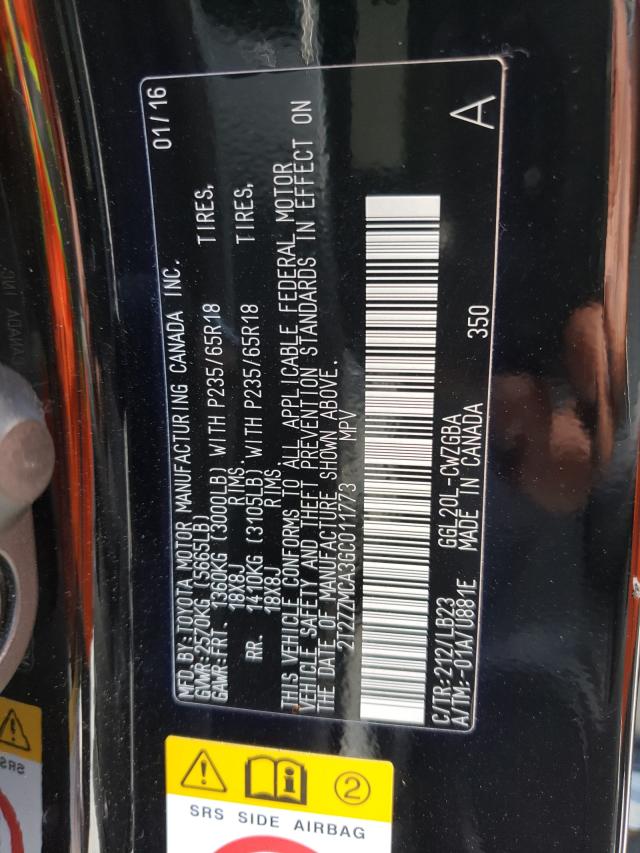 MFD.BY:TOYOTA MOTOR MANUFACTURING CANADA INC. 01/16
GVWR:2570KG (5665LB)
GAWR:FRT. 1360KG (3000LB) WITH P235/65R18 TIRES,
18X8J RIMS,
RR. 1410KG (3105LB) WITH P235/65R18 TIRES,
18X8J RIMS.
THIS VEHICLE CONFORMS TO ALL APPLICABLE FEDERAL MOTOR
VEHICLE SAFETY AND THEFT PREVENTION STANDARDS IN EFFECT ON
THE DATE OF MANUFACTURE SHOWN ABOVE.
2T2ZZMCA3GC011773 MPV
C/TR:212/LB23 GGL20L-CWZGBA
A/TM:-01A/U881E MADE IN CANADA 350 A
2
SRS SIDE AIRBAG
SRS